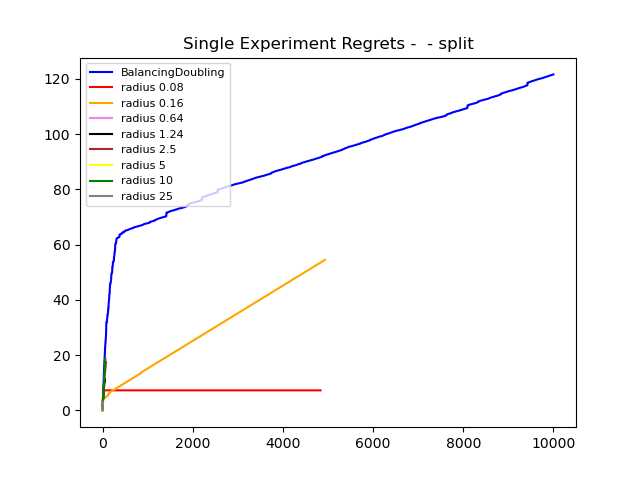 Single Experiment Regrets -  - split
BalancingDoubling
radius 0.08
radius 0.16
radius 0.64
radius 1.24
radius 2.5
radius 5
radius 10
radius 25
120
100
80
60
40
20
0
0 2000 4000 6000 8000 10000